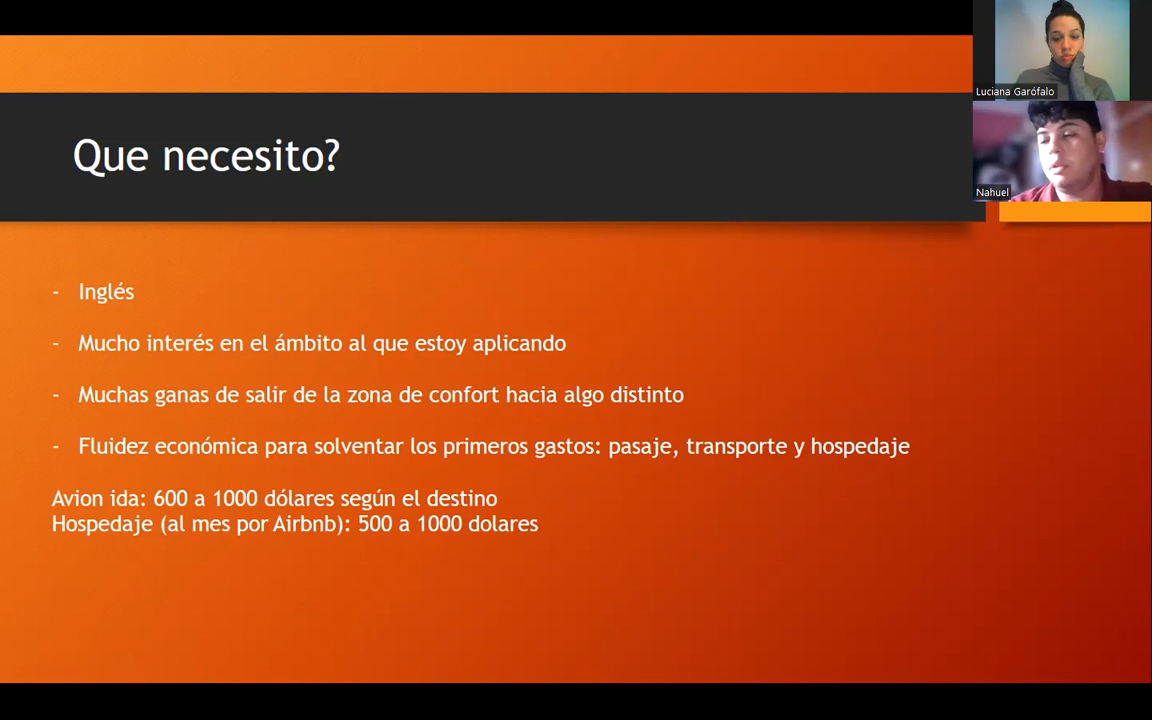 Luciana Garófalo
Nahuel
Que necesito?
- Inglés
- Mucho interés en el ámbito al que estoy aplicando
- Muchas ganas de salir de la zona de confort hacia algo distinto
- Fluidez económica para solventar los primeros gastos: pasaje, transporte y hospedaje
Avion ida: 600 a 1000 dólares según el destino
Hospedaje (al mes por Airbnb): 500 a 1000 dolares